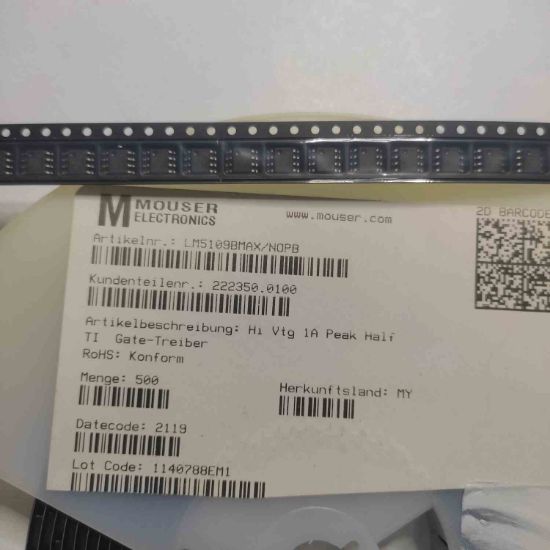 MOUSER
ELECTRONICS
www.mouser.com
2D BARCODE
Artikelnr.: LM5109BMAX/NOPB
Kundenteilenr.: 222350.0100
Artikelbeschreibung: Hi Vtg 1A Peak Half
TI Gate-Treiber
RoHS: Konform
Menge: 500
Herkunftsland: MY
Datecode: 2119
Lot Code: 1140788EM1